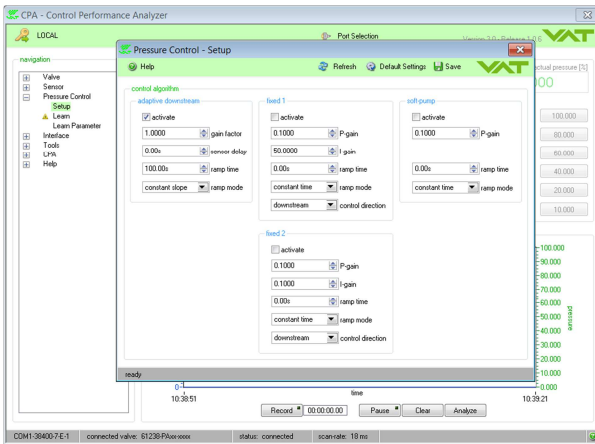 CPA - Control Performance Analyzer
LOCAL
Port Selection
Version 3.0 - Release 1.0.6
VAT
navigation
Valve
Sensor
Pressure Control
Setup
Learn
Learn Parameter
Interface
Tools
CPA
Help
Pressure Control - Setup
Help
Refresh
Default Settings
Save
VAT
control algorithm
adaptive downstream
activate
1.0000 gain factor
0.00s sensor delay
100.00s ramp time
constant slope ramp mode
fixed 1
activate
0.1000 P-gain
50.0000 I-gain
0.00s ramp time
constant time ramp mode
downstream control direction
soft-pump
activate
0.1000 P-gain
0.00s ramp time
constant time ramp mode
fixed 2
activate
0.1000 P-gain
0.1000 I-gain
0.00s ramp time
constant time ramp mode
downstream control direction
ready
actual pressure [%]
100.000
80.000
60.000
40.000
20.000
10.000
100.000
90.000
80.000
70.000
60.000
50.000
40.000
30.000
20.000
10.000
0.000
pressure
0
10:38:51
time
10:39:21
Record
00:00:00.00
Pause
Clear
Analyze
COM1-38400-7-E-1
connected valve: 61238-PAxx-xxxx
status: connected
scan-rate: 18 ms